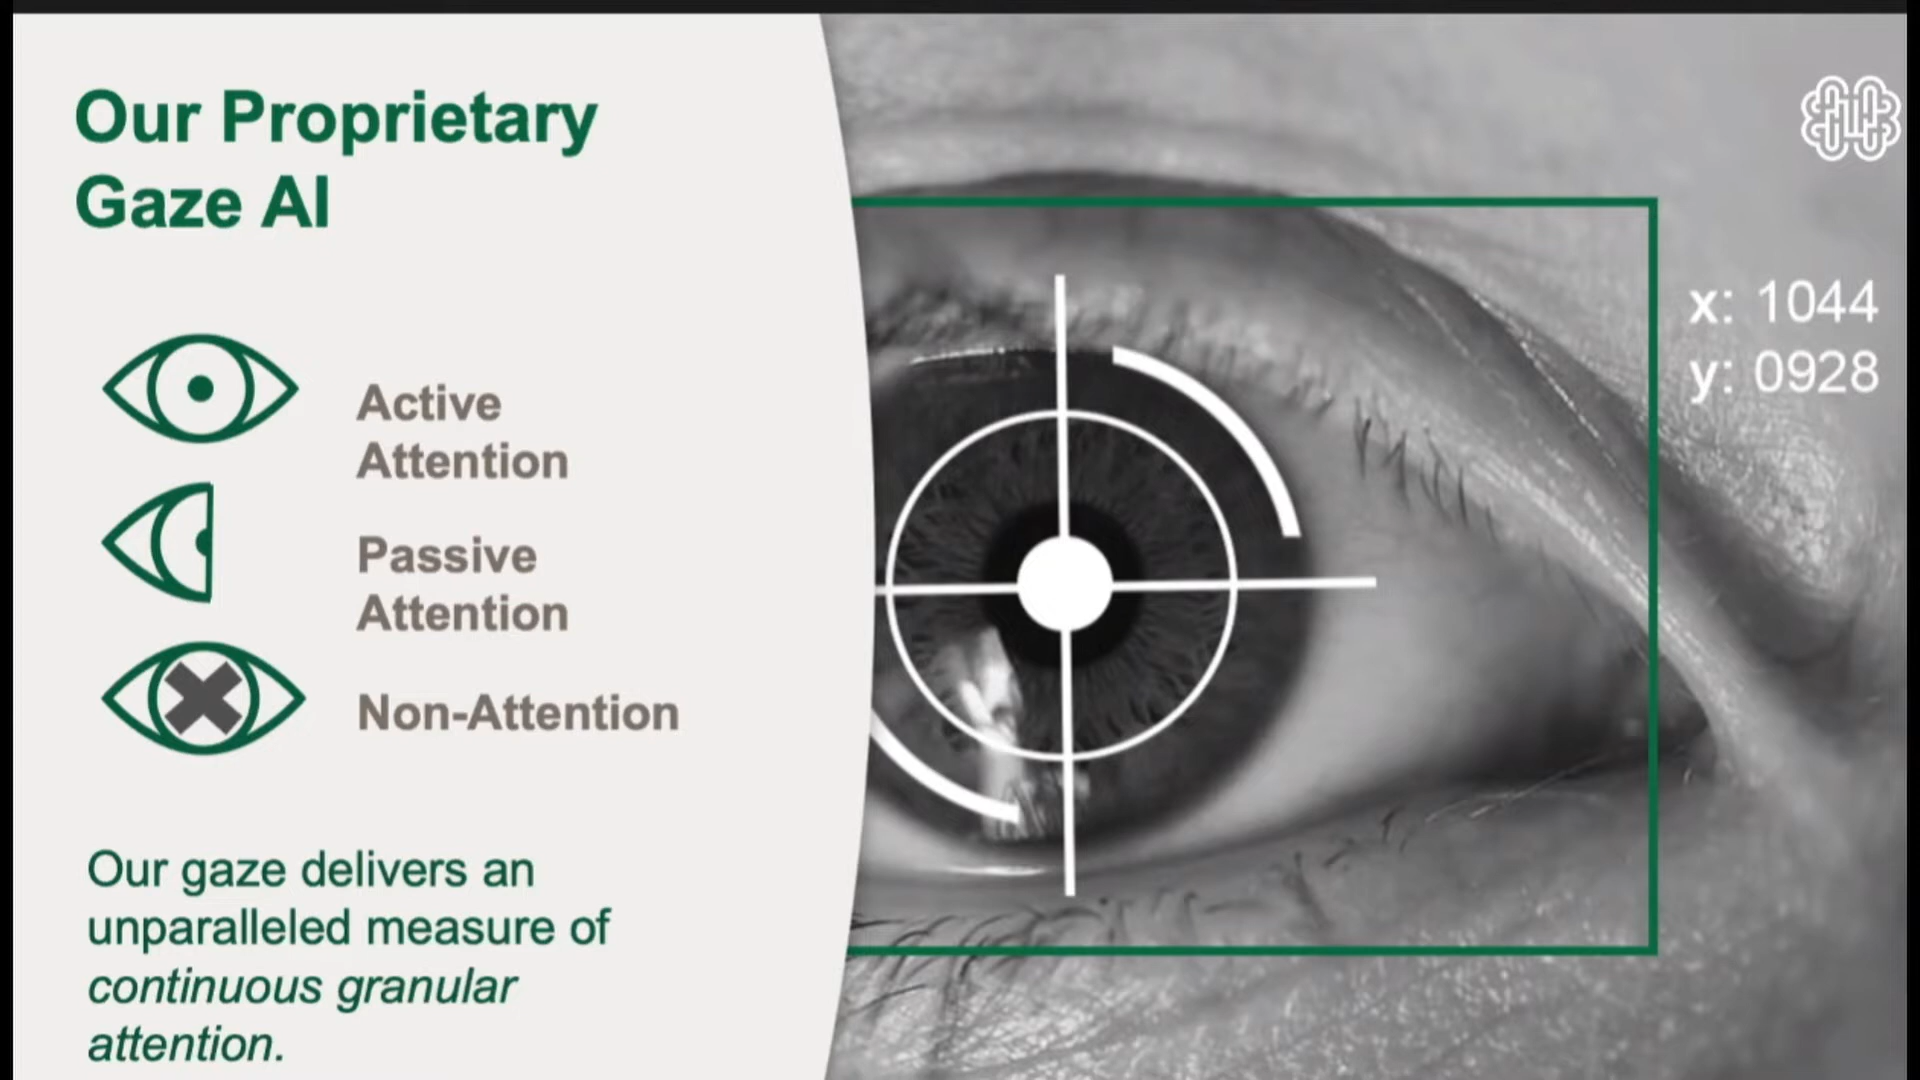 Our Proprietary
Gaze AI
Active
Attention
Passive
Attention
Non-Attention
Our gaze delivers an
unparalleled measure of
continuous granular
attention.
x: 1044
y: 0928